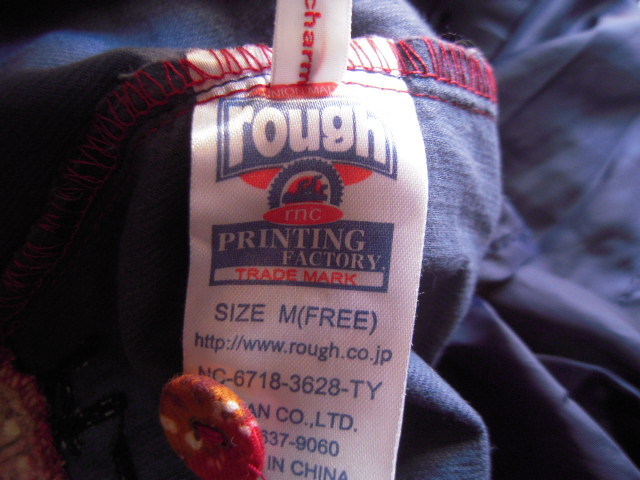 charm
rough
rnc
PRINTING
FACTORY.
TRADE MARK
SIZE M(FREE)
http://www.rough.co.jp
NC-6718-3628-TY
CO.,LTD.
637-9060
IN CHINA